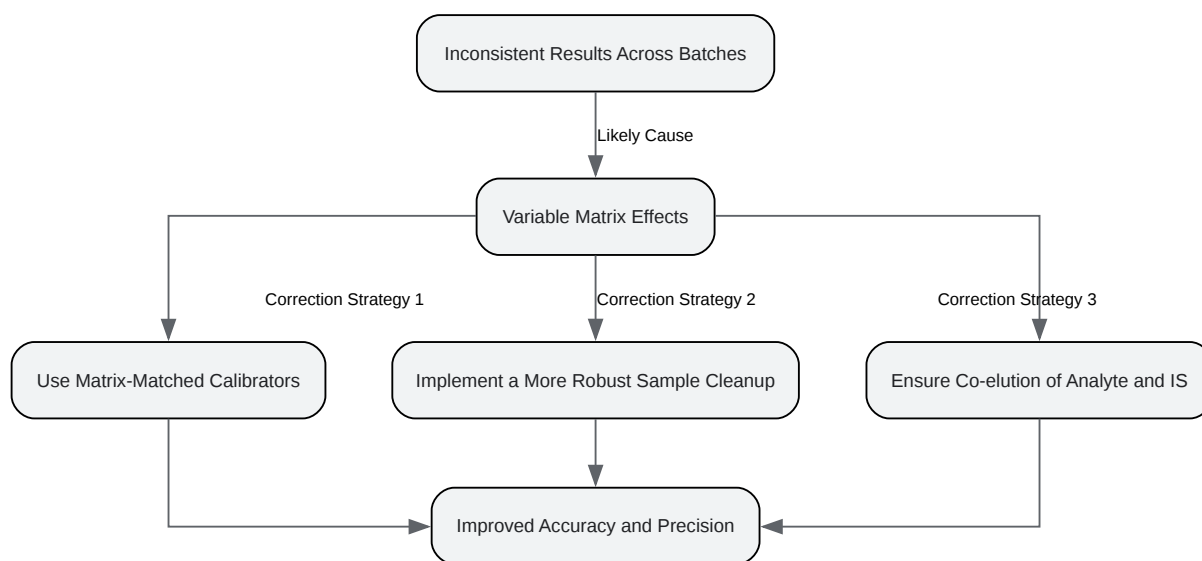 Inconsistent Results Across Batches
Likely Cause
Variable Matrix Effects
Correction Strategy 1
Correction Strategy 2
Correction Strategy 3
Use Matrix-Matched Calibrators
Implement a More Robust Sample Cleanup
Ensure Co-elution of Analyte and IS
Improved Accuracy and Precision